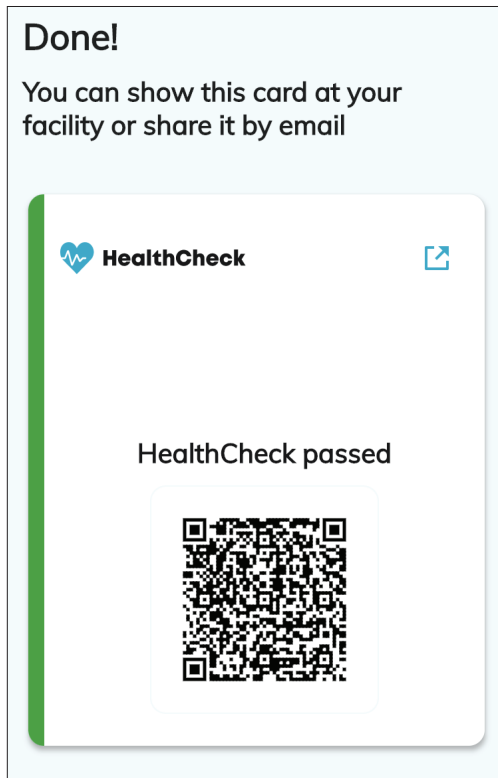 Done!
You can show this card at your
facility or share it by email
HealthCheck
HealthCheck passed